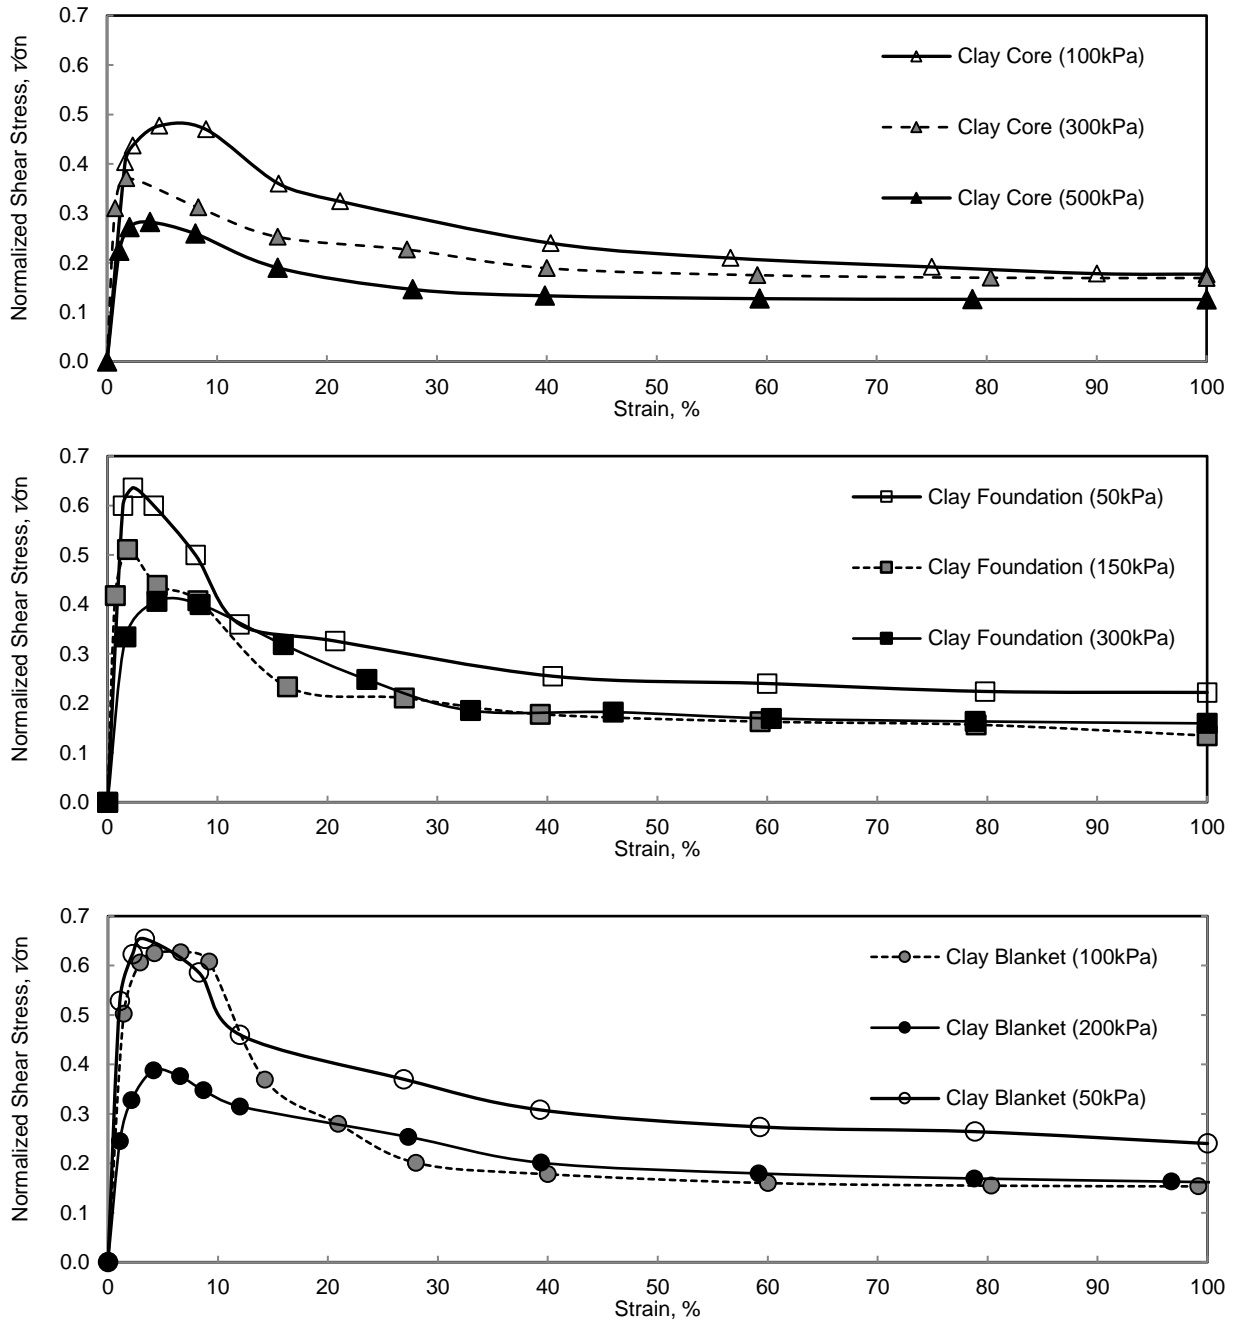 0.7
0.6
0.5
0.4
0.3
0.2
0.1
0.0
Normalized Shear Stress, τ/σn
Clay Core (100kPa)
Clay Core (300kPa)
Clay Core (500kPa)
0 10 20 30 40 50 60 70 80 90 100
Strain, %
0.7
0.6
0.5
0.4
0.3
0.2
0.1
0.0
Normalized Shear Stress, τ/σn
Clay Foundation (50kPa)
Clay Foundation (150kPa)
Clay Foundation (300kPa)
0 10 20 30 40 50 60 70 80 90 100
Strain, %
0.7
0.6
0.5
0.4
0.3
0.2
0.1
0.0
Normalized Shear Stress, τ/σn
Clay Blanket (100kPa)
Clay Blanket (200kPa)
Clay Blanket (50kPa)
0 10 20 30 40 50 60 70 80 90 100
Strain, %